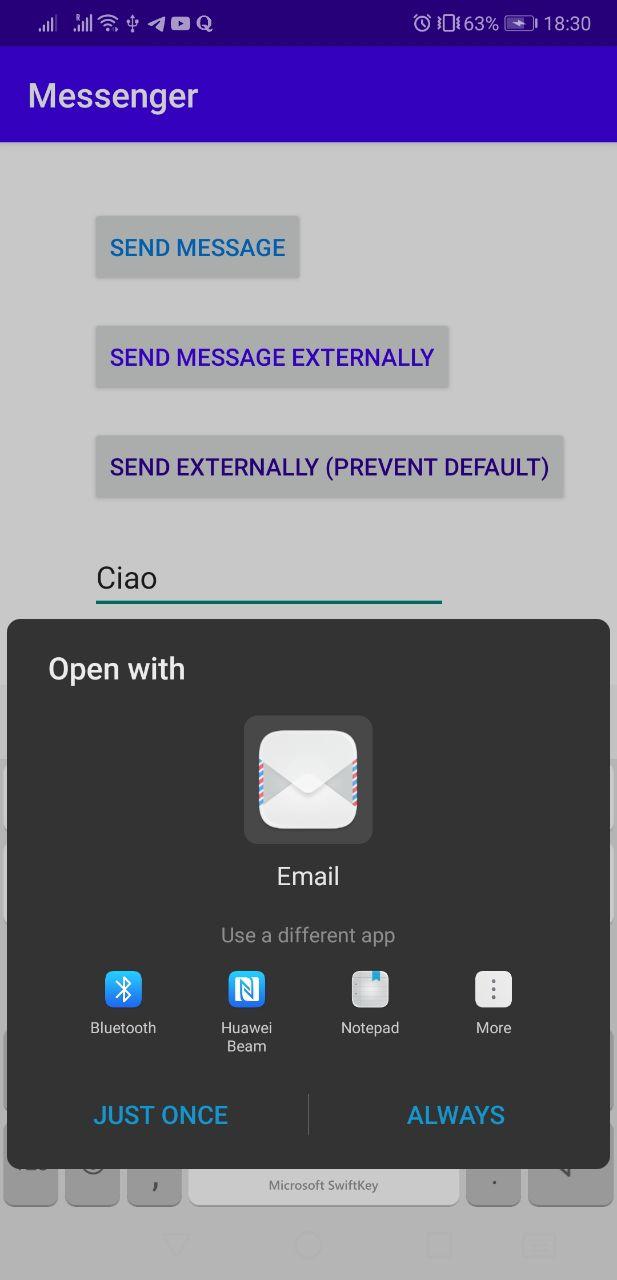 63% 18:30
Messenger
SEND MESSAGE
SEND MESSAGE EXTERNALLY
SEND EXTERNALLY (PREVENT DEFAULT)
Ciao
Open with
Email
Use a different app
Bluetooth
Huawei
Beam
Notepad
More
JUST ONCE
ALWAYS
, Microsoft SwiftKey .